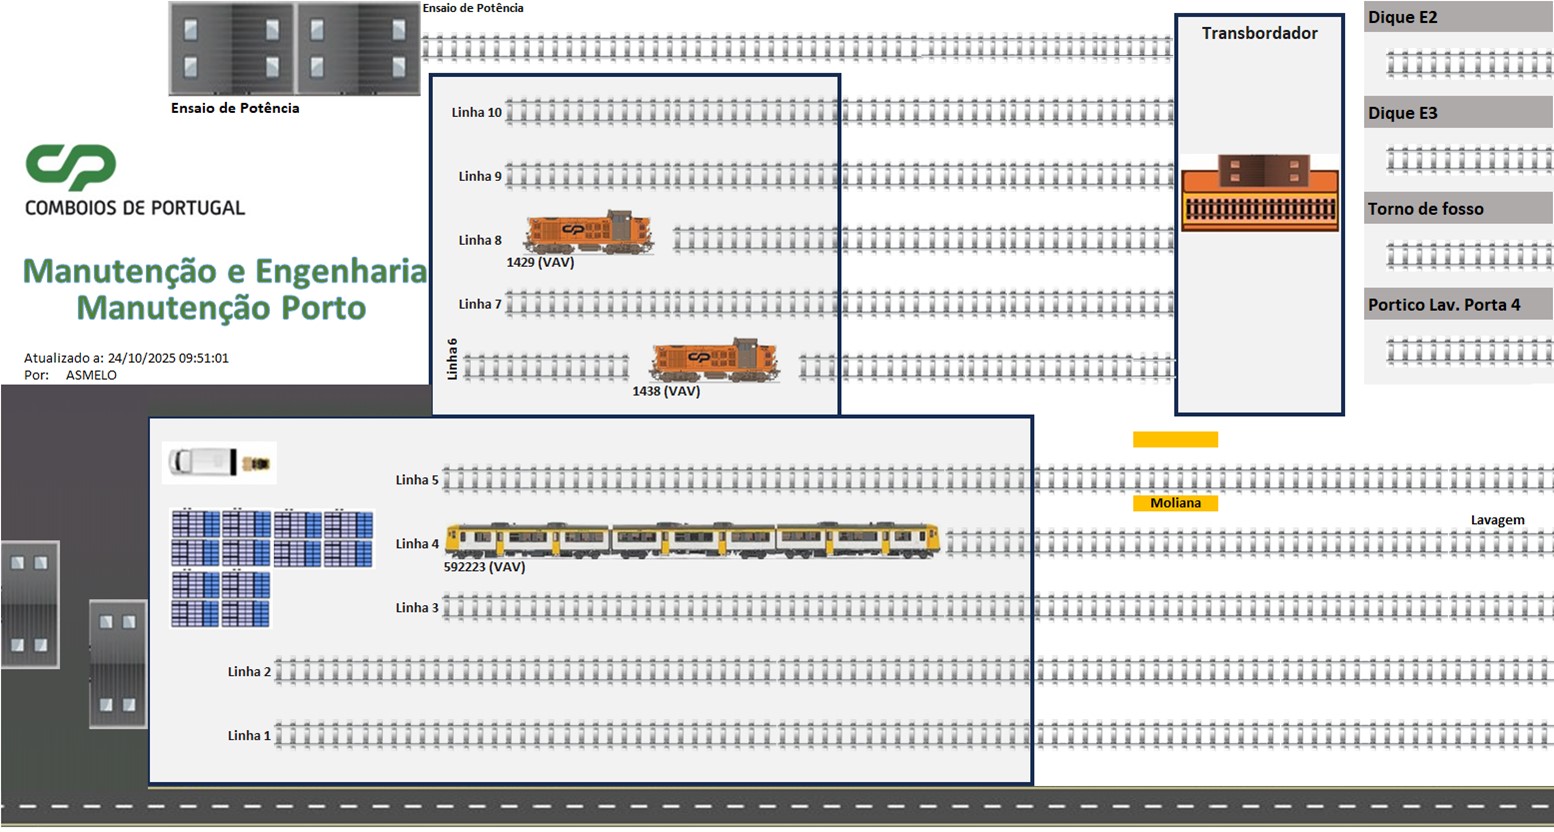 Ensaio de Potência
Transbordador
Dique E2
Ensaio de Potência
Linha 10
Dique E3
Linha 9
CP
COMBOIOS DE PORTUGAL
Torno de fosso
Linha 8
CP
1429 (VAV)
Manutenção e Engenharia
Manutenção Porto
Linha 7
Portico Lav. Porta 4
Atualizado a: 24/10/2025 09:51:01
Por: ASMELO
Linha 6
CP
1438 (VAV)
Linha 5
Moliana
Lavagem
Linha 4
592223 (VAV)
Linha 3
Linha 2
Linha 1